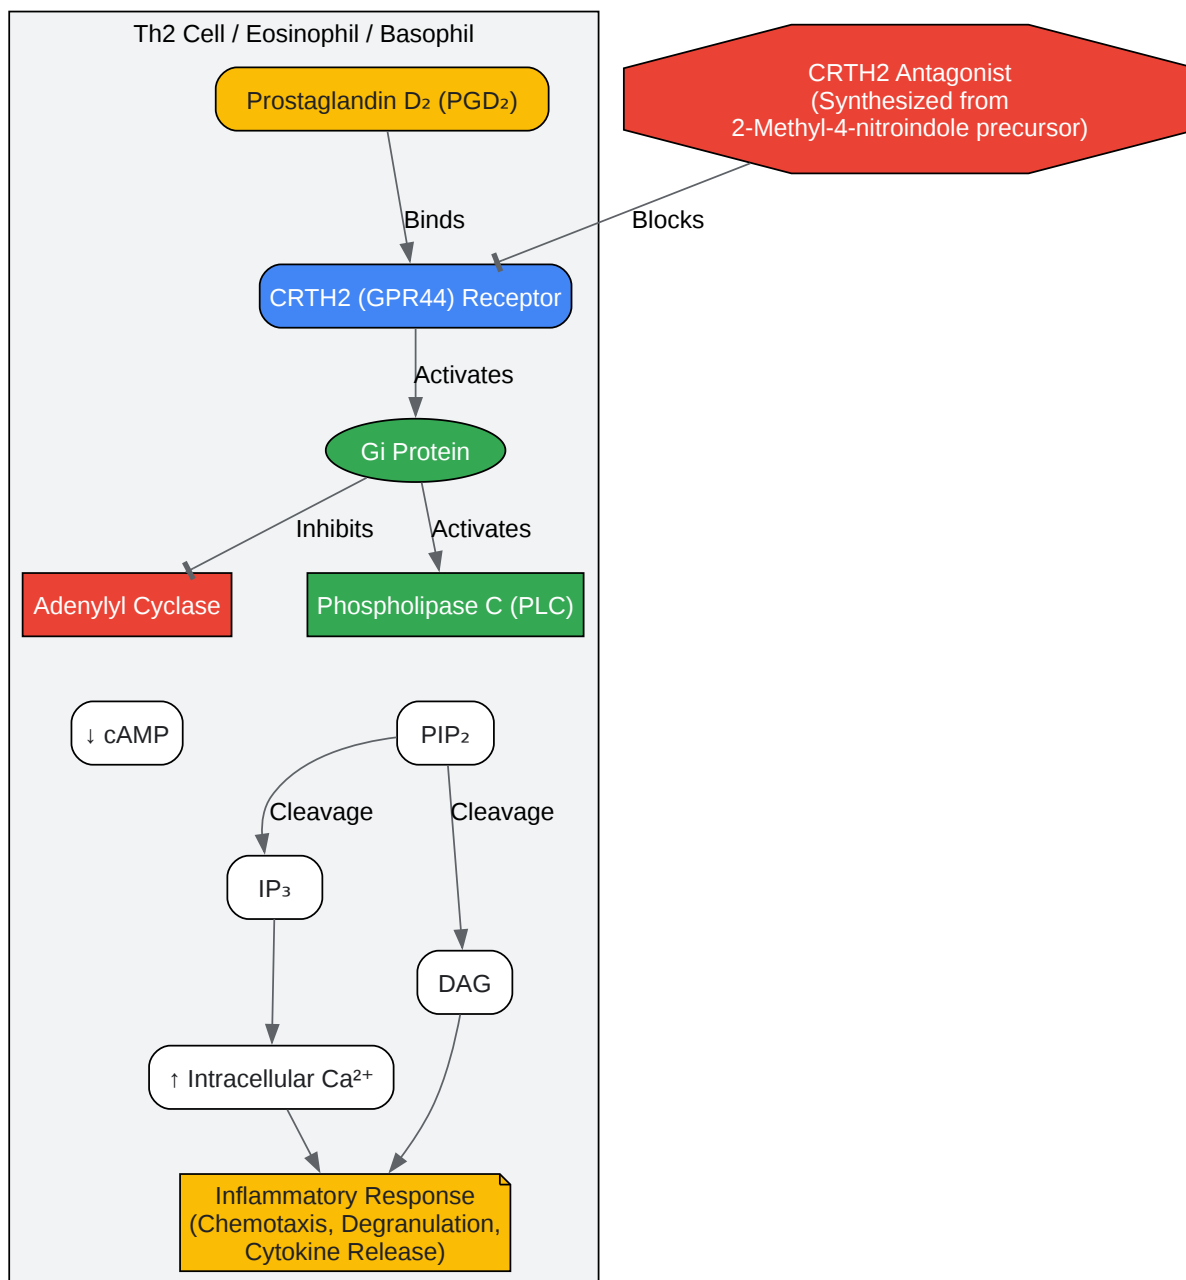 Th2 Cell / Eosinophil / Basophil
Prostaglandin D₂ (PGD₂)
CRTH2 Antagonist
(Synthesized from
2-Methyl-4-nitroindole precursor)
Binds
Blocks
CRTH2 (GPR44) Receptor
Activates
Gi Protein
Inhibits
Activates
Adenylyl Cyclase
Phospholipase C (PLC)
↓ cAMP
PIP₂
Cleavage
Cleavage
IP₃
DAG
↑ Intracellular Ca²⁺
Inflammatory Response
(Chemotaxis, Degranulation,
Cytokine Release)